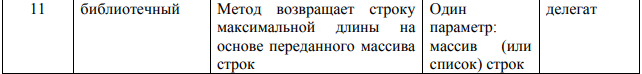 11
библиотечный
Метод возвращает строку
максимальной длины на
основе переданного массива
строк
Один
параметр:
массив (или
список) строк
делегат